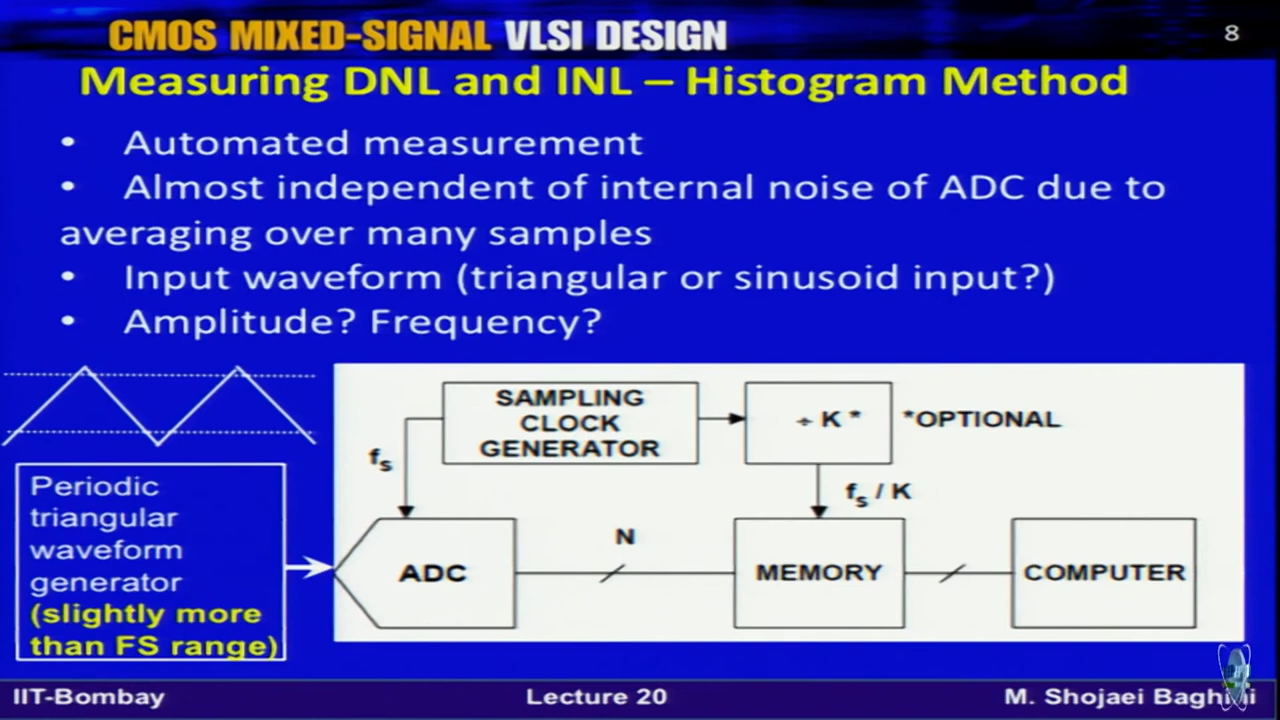 CMOS MIXED-SIGNAL VLSI DESIGN
8
Measuring DNL and INL – Histogram Method
• Automated measurement
• Almost independent of internal noise of ADC due to
averaging over many samples
• Input waveform (triangular or sinusoid input?)
• Amplitude? Frequency?
SAMPLING
CLOCK
GENERATOR
÷ K *
*OPTIONAL
fs
fs / K
Periodic
triangular
waveform
generator
(slightly more
than FS range)
ADC
N
MEMORY
COMPUTER
IIT-Bombay
Lecture 20
M. Shojaei Baghini